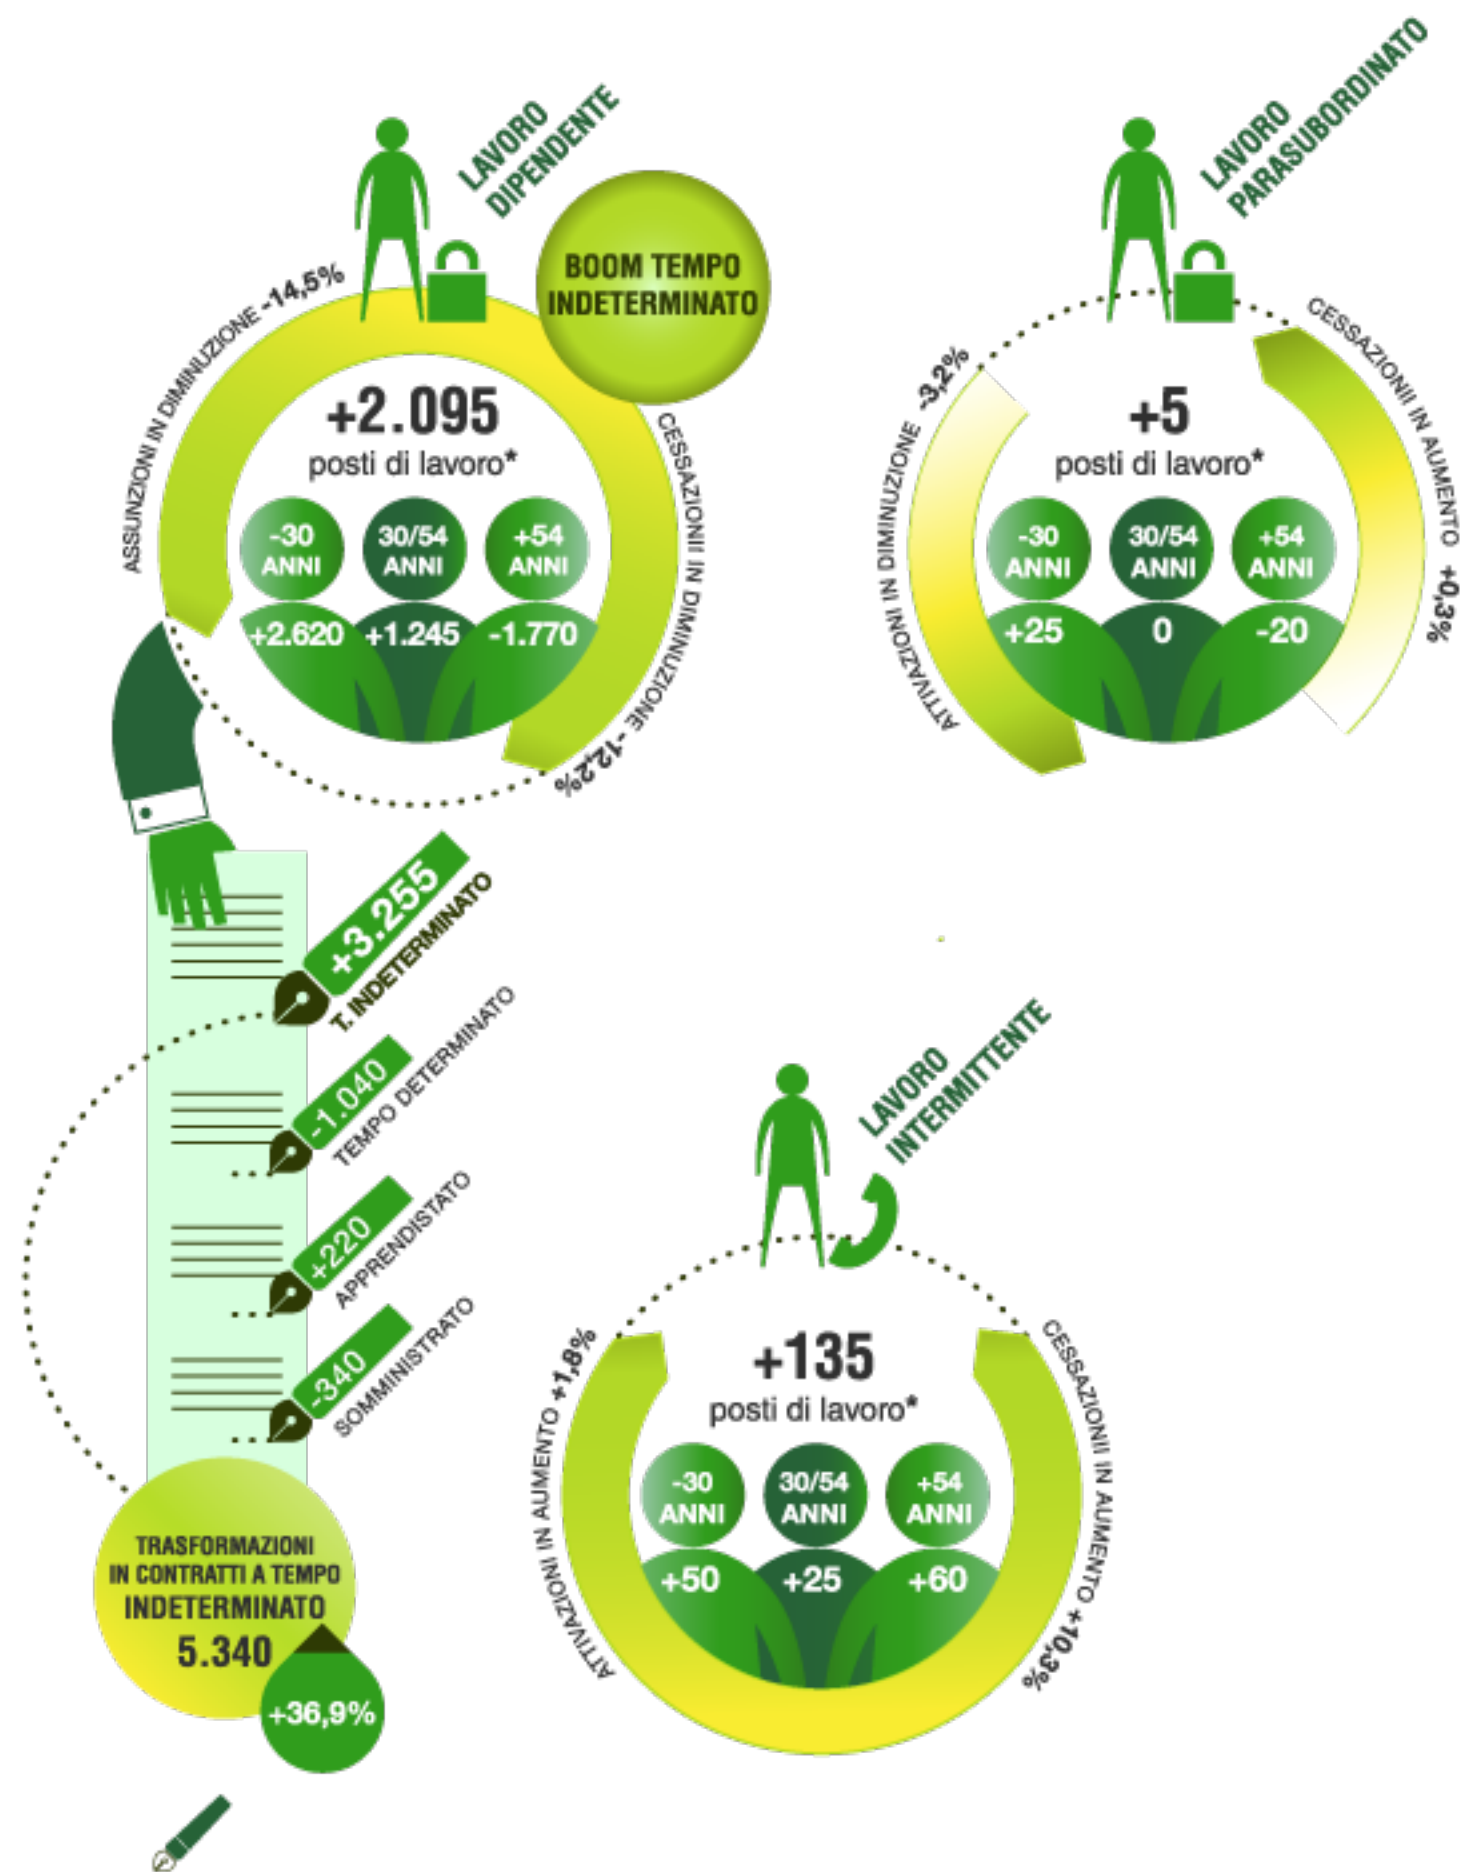 LAVORO
DIPENDENTE
BOOM TEMPO
INDETERMINATO
ASSUNZIONI IN DIMINUZIONE -14,5%
CESSAZIONII IN DIMINUZIONE -12,2%
+2.095
posti di lavoro*
-30
ANNI
30/54
ANNI
+54
ANNI
+2.620
+1.245
-1.770
LAVORO
PARASUBORDINATO
ATTIVAZIONI IN DIMINUZIONE -3,2%
CESSAZIONII IN AUMENTO +0,3%
+5
posti di lavoro*
-30
ANNI
30/54
ANNI
+54
ANNI
+25
0
-20
+3.255
T. INDETERMINATO
-1.040
TEMPO DETERMINATO
+220
APPRENDISTATO
-340
SOMMINISTRATO
TRASFORMAZIONI
IN CONTRATTI A TEMPO
INDETERMINATO
5.340
+36,9%
LAVORO
INTERMITTENTE
ATTIVAZIONI IN AUMENTO +1,8%
CESSAZIONII IN AUMENTO +10,3%
+135
posti di lavoro*
-30
ANNI
30/54
ANNI
+54
ANNI
+50
+25
+60